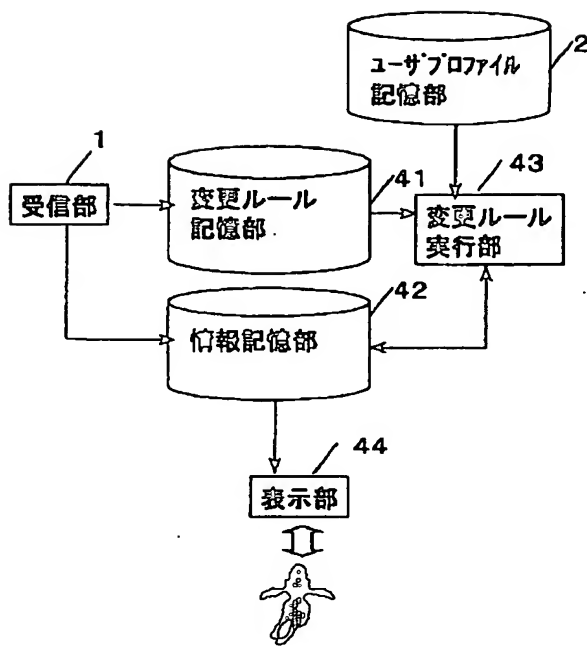 ユーザプロファイル
記憶部
2
1
受信部
変更ルール
記憶部
41
43
変更ルール
実行部
情報記憶部
42
44
表示部